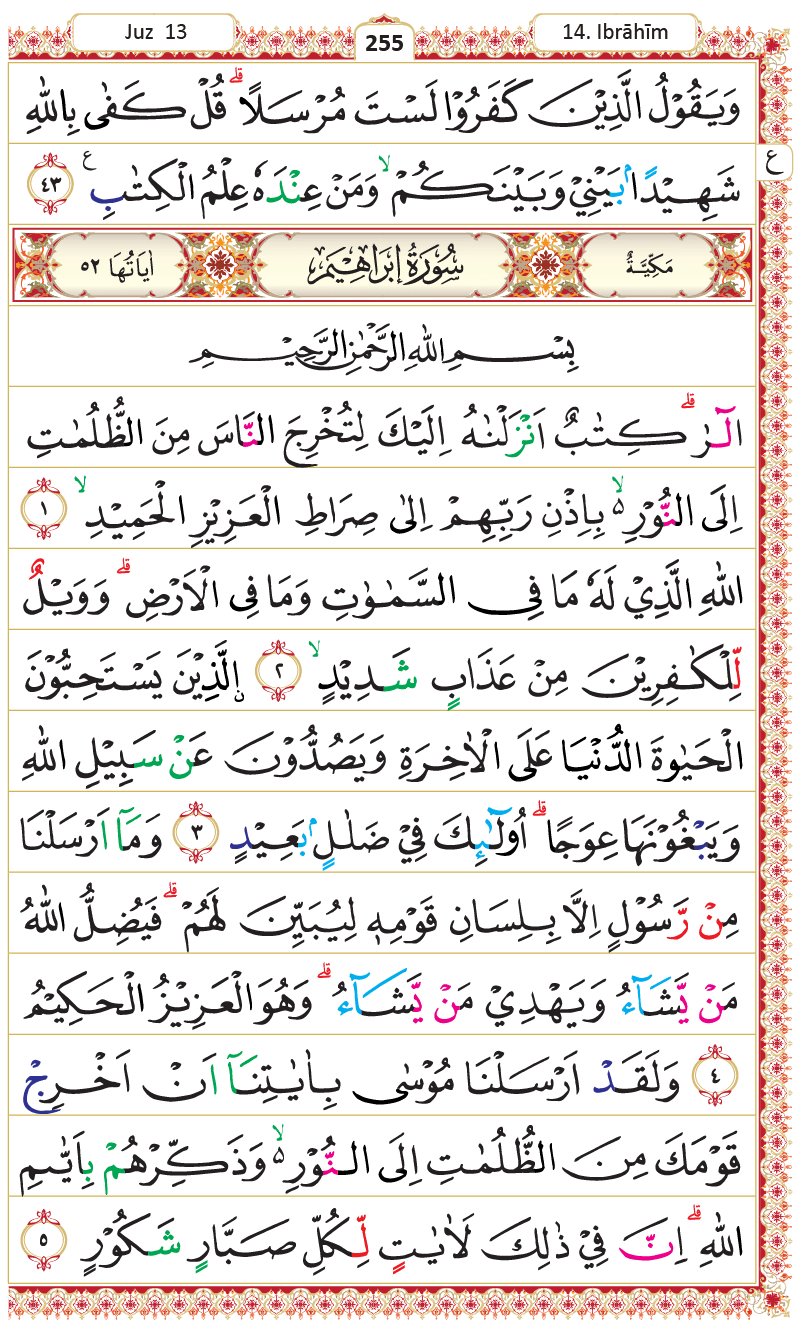 Juz 13
255
14. Ibrāhīm
وَيَقُوْلُ الَّذِيْنَ كَفَرُوْا لَسْتَ مُرْسَلًا ۗ قُلْ كَفٰى بِاللّٰهِ
ع
شَهِيْدًاۢ بَيْنِيْ وَبَيْنَكُمْ ۙ وَمَنْ عِنْدَهٗ عِلْمُ الْكِتٰبِ ࣖ ٤٣
مَكِّيَّةٌ سُوْرَةُ اِبْرَاهِيْمَ اٰيَاتُهَا ٥٢
بِسْمِ اللّٰهِ الرَّحْمٰنِ الرَّحِيْمِ
الۤرٰ ۗ كِتٰبٌ اَنْزَلْنٰهُ اِلَيْكَ لِتُخْرِجَ النَّاسَ مِنَ الظُّلُمٰتِ
اِلَى النُّوْرِ ەۙ بِاِذْنِ رَبِّهِمْ اِلٰى صِرَاطِ الْعَزِيْزِ الْحَمِيْدِ ۙ ١
اللّٰهِ الَّذِيْ لَهٗ مَا فِى السَّمٰوٰتِ وَمَا فِى الْاَرْضِ ۗ وَوَيْلٌ
لِّلْكٰفِرِيْنَ مِنْ عَذَابٍ شَدِيْدٍ ۙ ٢ ۨالَّذِيْنَ يَسْتَحِبُّوْنَ
الْحَيٰوةَ الدُّنْيَا عَلَى الْاٰخِرَةِ وَيَصُدُّوْنَ عَنْ سَبِيْلِ اللّٰهِ
وَيَبْغُوْنَهَا عِوَجًا ۗ اُولٰۤىِٕكَ فِيْ ضَلٰلٍۢ بَعِيْدٍ ٣ وَمَآ اَرْسَلْنَا
مِنْ رَّسُوْلٍ اِلَّا بِلِسَانِ قَوْمِهٖ لِيُبَيِّنَ لَهُمْ ۗ فَيُضِلُّ اللّٰهُ
مَنْ يَّشَاۤءُ وَيَهْدِيْ مَنْ يَّشَاۤءُ ۗ وَهُوَ الْعَزِيْزُ الْحَكِيْمُ
٤ وَلَقَدْ اَرْسَلْنَا مُوْسٰى بِاٰيٰتِنَآ اَنْ اَخْرِجْ
قَوْمَكَ مِنَ الظُّلُمٰتِ اِلَى النُّوْرِ ەۙ وَذَكِّرْهُمْ بِاَيّٰىمِ
اللّٰهِ ۗ اِنَّ فِيْ ذٰلِكَ لَاٰيٰتٍ لِّكُلِّ صَبَّارٍ شَكُوْرٍ ٥